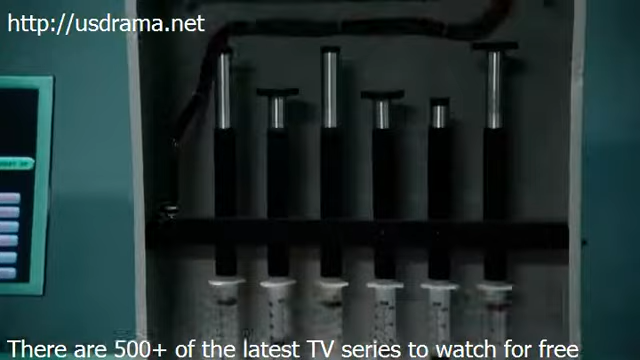 http://usdrama.net
There are 500+ of the latest TV series to watch for free